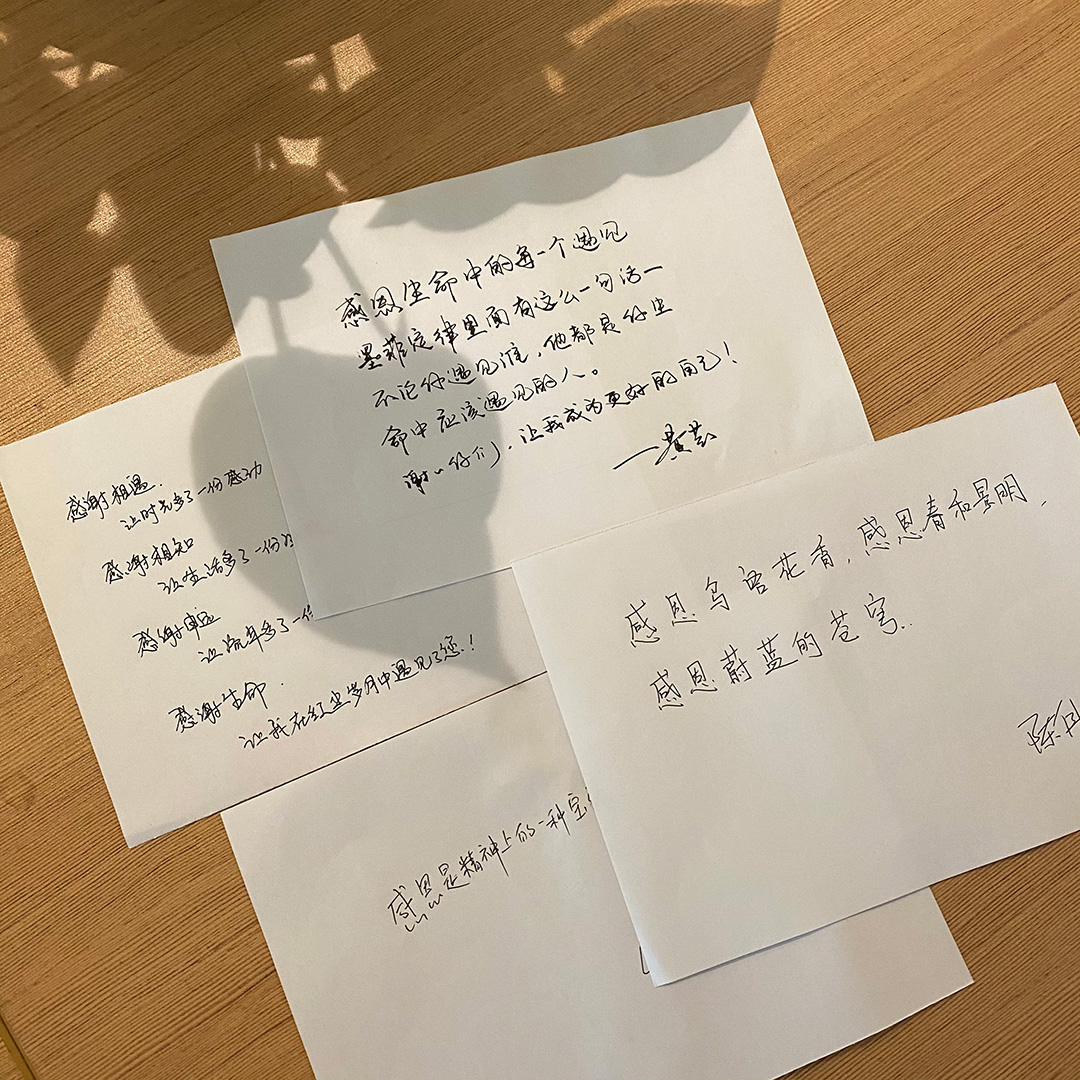 感恩生命中的每一个遇见
墨菲定律里面有这么一句话一
不论你遇见谁，他都是你生
命中应该遇见的人。
谢谢你们，让我成为更好的自己！
感谢相遇.
让时光多了一份感动
感谢相知
让生活多了一份
感谢
让流年多了一份
感谢生命.
让我在红尘岁月中遇见了您.!
感恩鸟语花香，感恩春和景明，
感恩蔚蓝的苍穹..
陈
感恩是精神上的一种宝